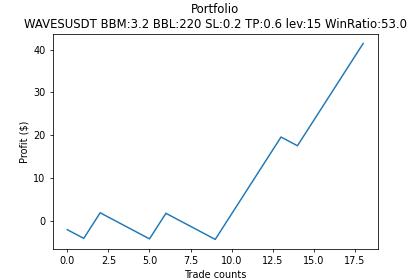 Portfolio
WAVESUSDT BBM:3.2 BBL:220 SL:0.2 TP:0.6 lev:15 WinRatio:53.0
40
30
20
10
0
Profit ($)
0.0 2.5 5.0 7.5 10.0 12.5 15.0 17.5
Trade counts